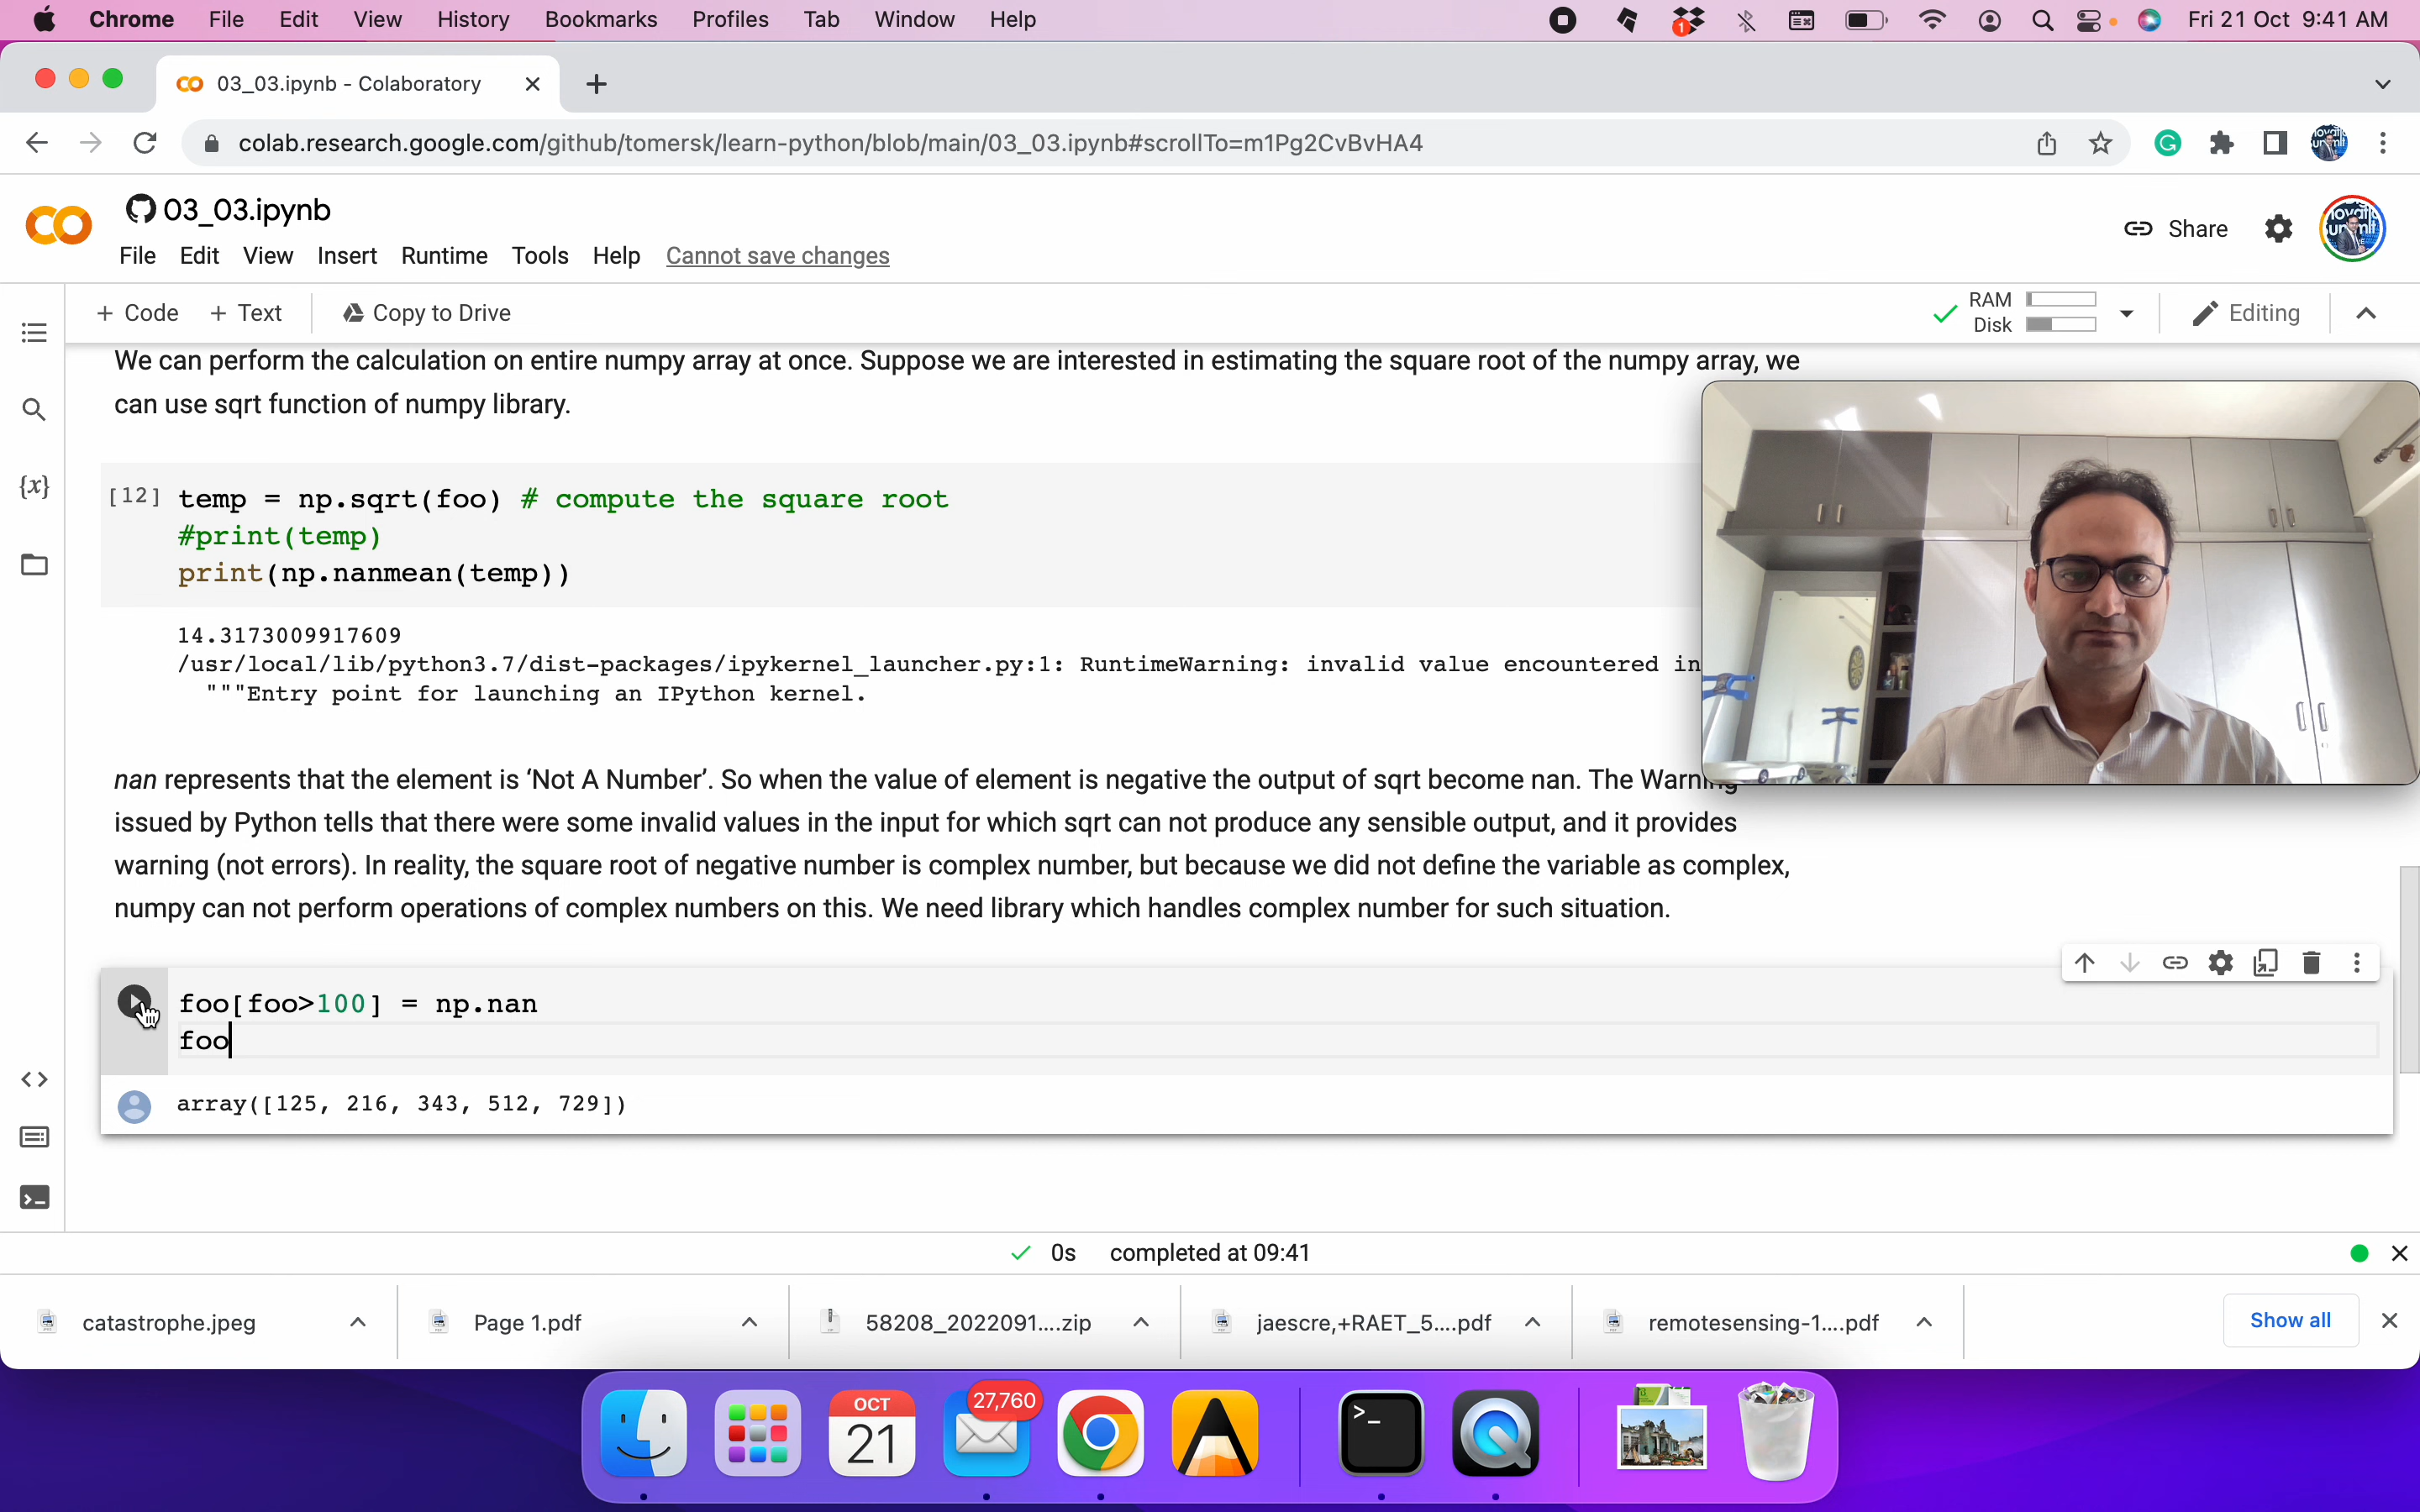 Chrome File Edit View History Bookmarks Profiles Tab Window Help 1 Fri 21 Oct 9:41 AM
03_03.ipynb - Colaboratory
colab.research.google.com/github/tomersk/learn-python/blob/main/03_03.ipynb#scrollTo=m1Pg2CvBvHA4
03_03.ipynb
Share
File Edit View Insert Runtime Tools Help Cannot save changes
+ Code + Text Copy to Drive RAM Disk Editing
We can perform the calculation on entire numpy array at once. Suppose we are interested in estimating the square root of the numpy array, we
can use sqrt function of numpy library.
[12] temp = np.sqrt(foo) # compute the square root
#print(temp)
print(np.nanmean(temp))
14.3173009917609
/usr/local/lib/python3.7/dist-packages/ipykernel_launcher.py:1: RuntimeWarning: invalid value encountered in
"""Entry point for launching an IPython kernel.
nan represents that the element is ‘Not A Number’. So when the value of element is negative the output of sqrt become nan. The Warning
issued by Python tells that there were some invalid values in the input for which sqrt can not produce any sensible output, and it provides
warning (not errors). In reality, the square root of negative number is complex number, but because we did not define the variable as complex,
numpy can not perform operations of complex numbers on this. We need library which handles complex number for such situation.
foo[foo>100] = np.nan
foo
array([125, 216, 343, 512, 729])
0s completed at 09:41
catastrophe.jpeg Page 1.pdf 58208_2022091....zip jaescre,+RAET_5....pdf remotesensing-1....pdf Show all
OCT
21
27,760